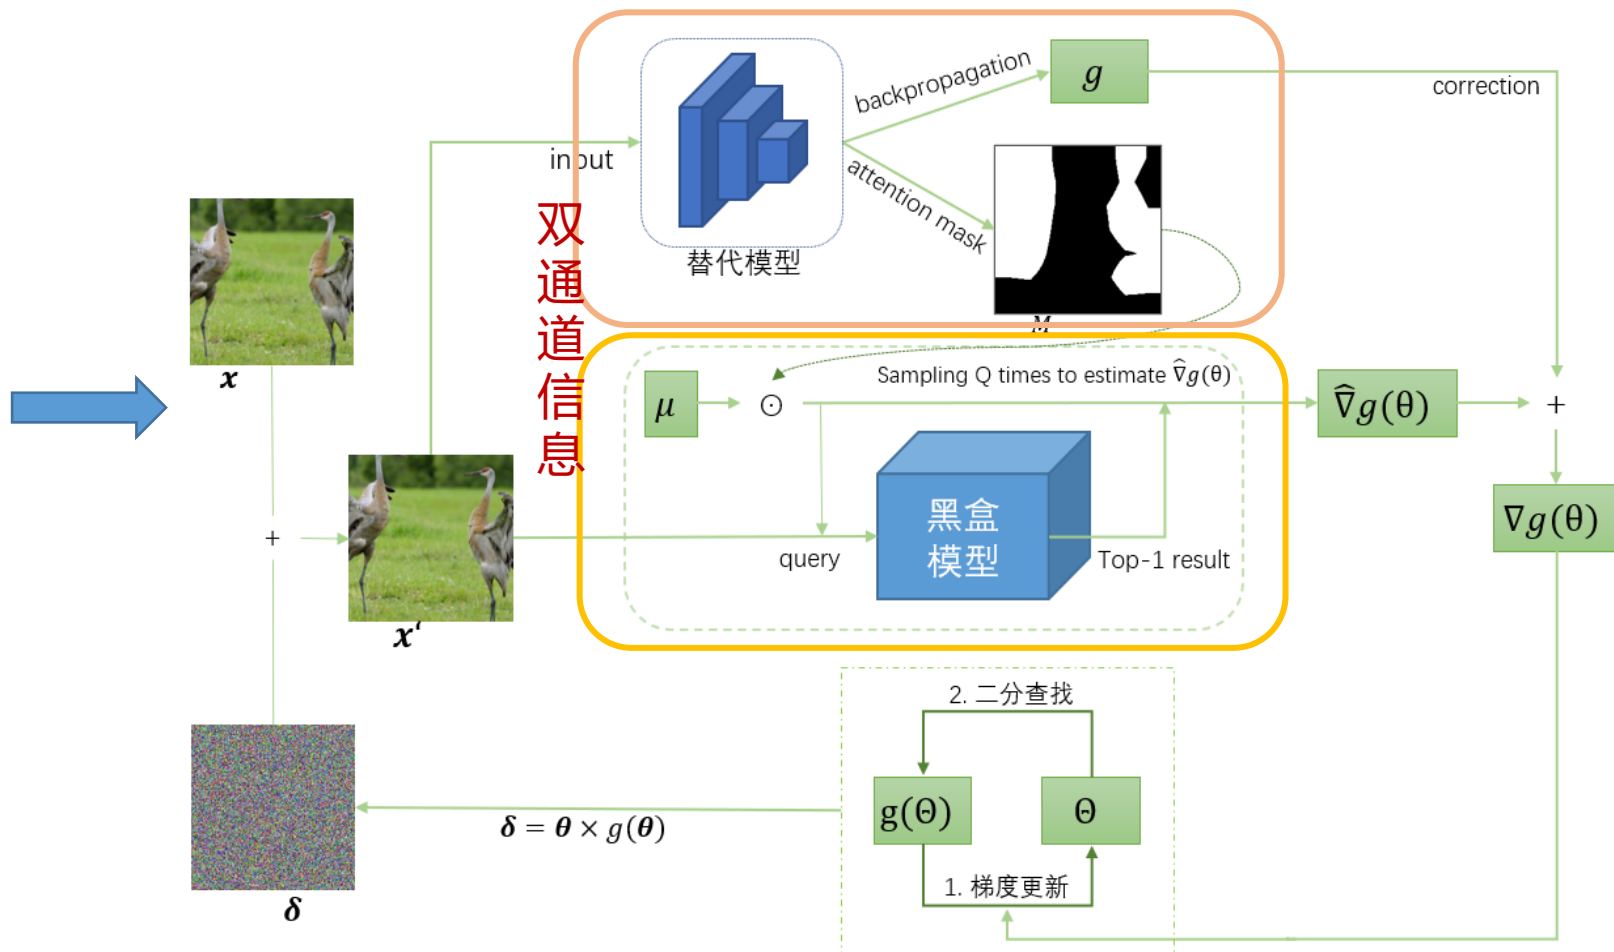 backpropagation
g
correction
input
attention mask
替代模型
M
双通道信息
x
μ
⊙
Sampling Q times to estimate ∇̂g(θ)
∇̂g(θ)
+
黑盒
模型
query
Top-1 result
∇g(θ)
+
x‘
2. 二分查找
g(Θ)
Θ
1. 梯度更新
δ = θ × g(θ)
δ